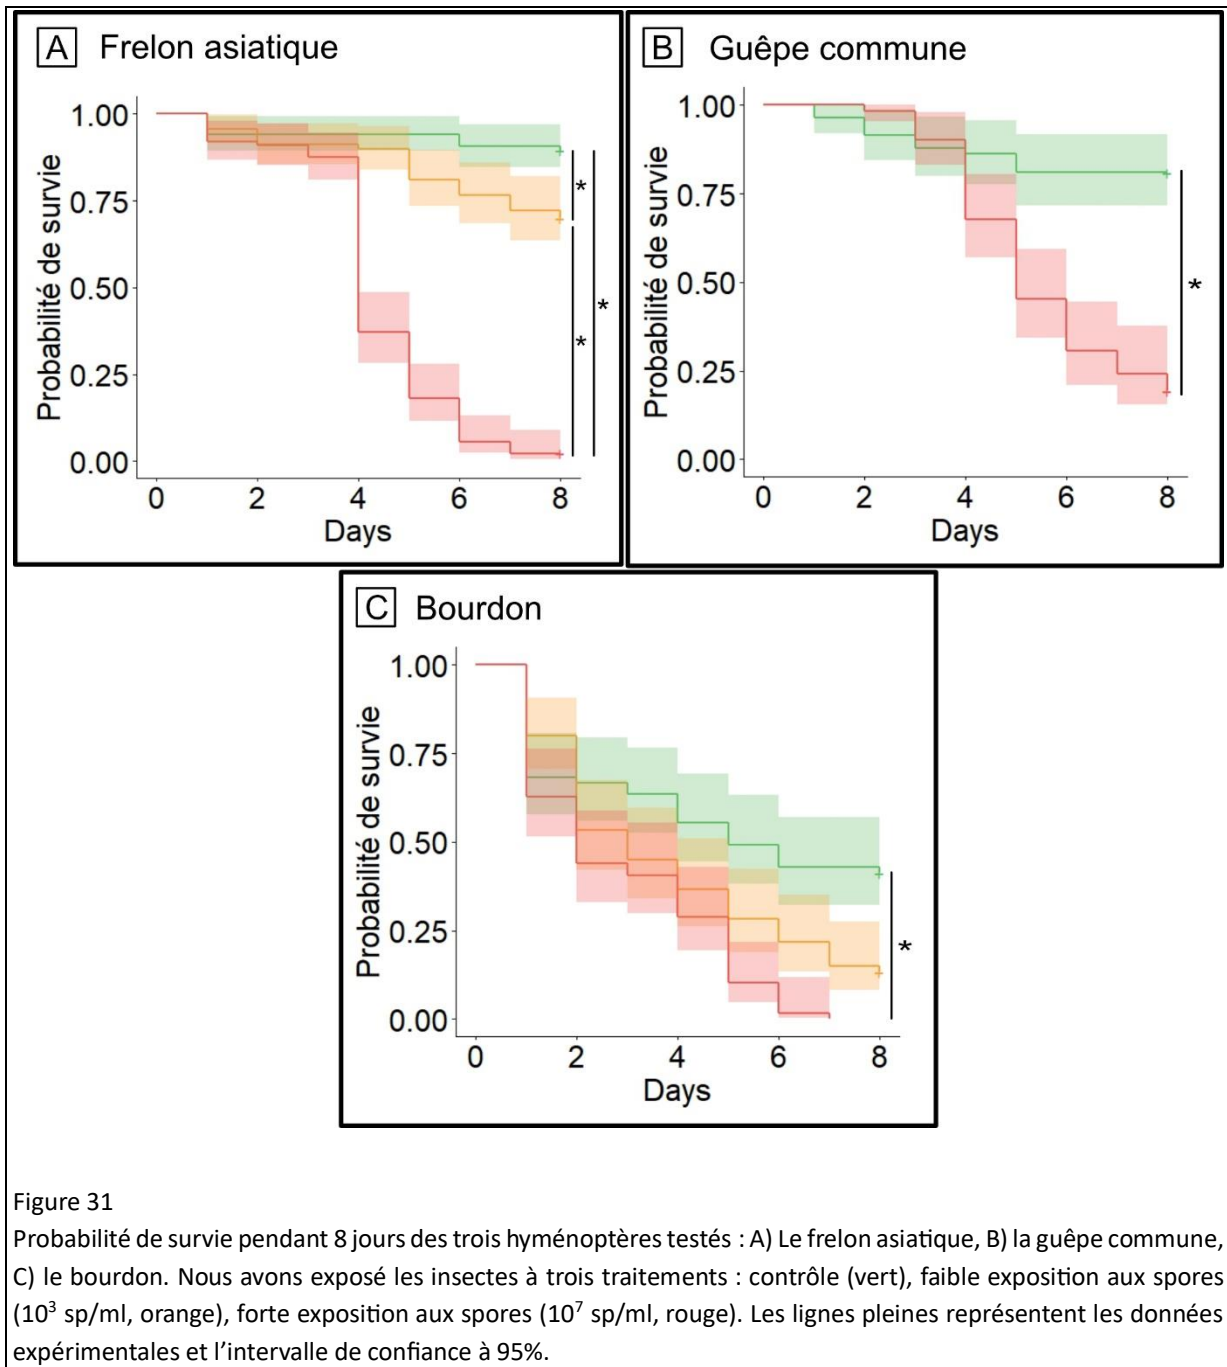 A Frelon asiatique
1.00
0.75
0.50
0.25
0.00
Probabilité de survie
0 2 4 6 8
Days
*
*
*
B Guêpe commune
1.00
0.75
0.50
0.25
0.00
Probabilité de survie
0 2 4 6 8
Days
*
C Bourdon
1.00
0.75
0.50
0.25
0.00
Probabilité de survie
0 2 4 6 8
Days
*
Figure 31
Probabilité de survie pendant 8 jours des trois hyménoptères testés : A) Le frelon asiatique, B) la guêpe commune,
C) le bourdon. Nous avons exposé les insectes à trois traitements : contrôle (vert), faible exposition aux spores
(10³ sp/ml, orange), forte exposition aux spores (10⁷ sp/ml, rouge). Les lignes pleines représentent les données
expérimentales et l’intervalle de confiance à 95%.